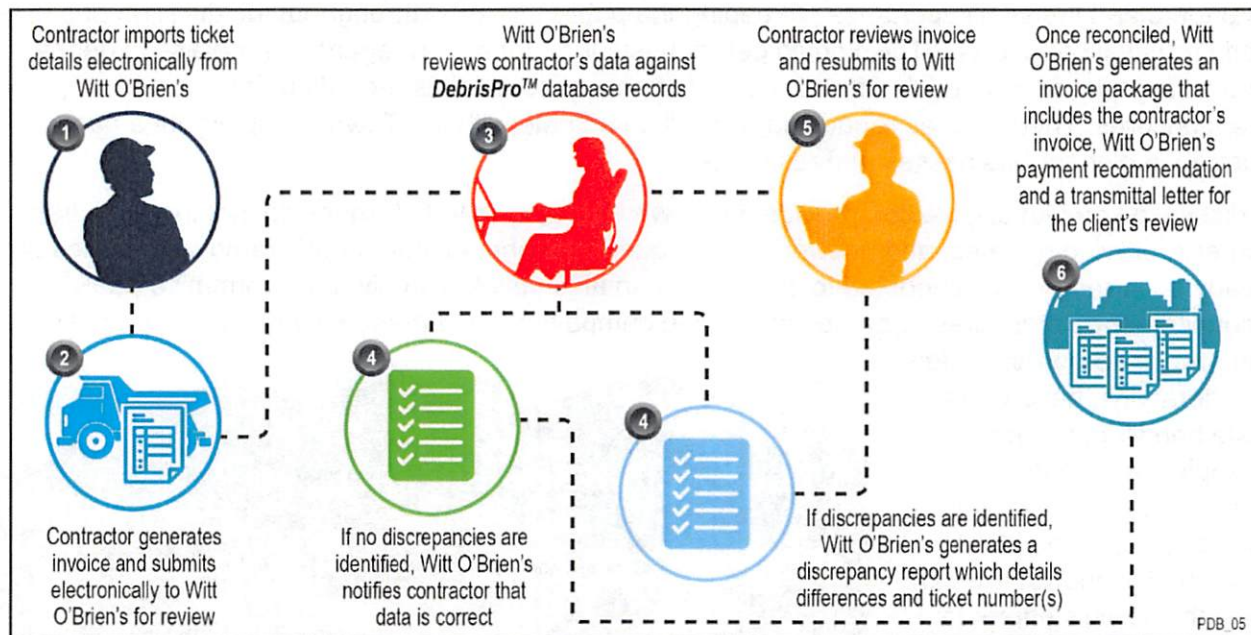 Contractor imports ticket
details electronically from
Witt O'Brien's
1
2
Contractor generates
invoice and submits
electronically to Witt
O'Brien's for review
Witt O'Brien's
reviews contractor's data against
DebrisPro™ database records
3
4
If no discrepancies are
identified, Witt O'Brien's
notifies contractor that
data is correct
4
If discrepancies are identified,
Witt O'Brien's generates a
discrepancy report which details
differences and ticket number(s)
Contractor reviews invoice
and resubmits to Witt
O'Brien's for review
5
Once reconciled, Witt
O'Brien's generates an
invoice package that
includes the contractor's
invoice, Witt O'Brien's
payment recommendation
and a transmittal letter for
the client's review
6
PDB_05